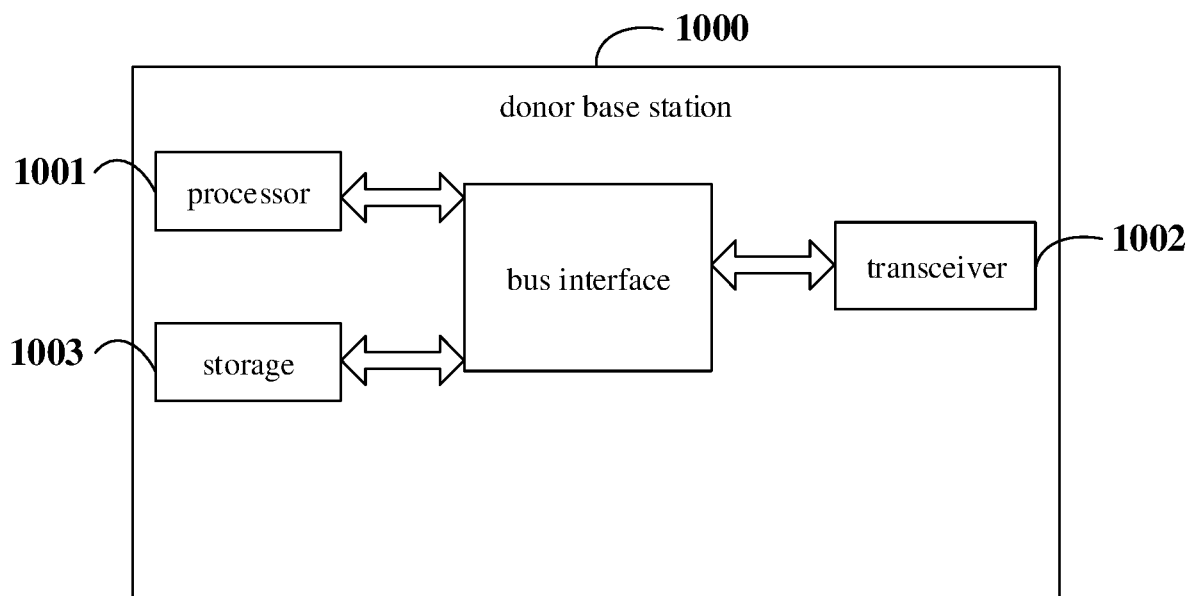 1000
donor base station
1001
processor
bus interface
1002
transceiver
1003
storage